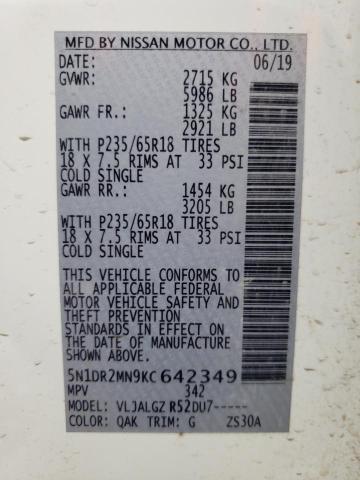 MFD BY NISSAN MOTOR CO., LTD.
DATE: 06/19
GVWR: 2715 KG
5986 LB
GAWR FR.: 1325 KG
2921 LB
WITH P235/65R18 TIRES
18 X 7.5 RIMS AT 33 PSI
COLD SINGLE
GAWR RR.: 1454 KG
3205 LB
WITH P235/65R18 TIRES
18 X 7.5 RIMS AT 33 PSI
COLD SINGLE
THIS VEHICLE CONFORMS TO
ALL APPLICABLE FEDERAL
MOTOR VEHICLE SAFETY AND
THEFT PREVENTION
STANDARDS IN EFFECT ON
THE DATE OF MANUFACTURE
SHOWN ABOVE.
5N1DR2MN9KC642349
MPV 342
MODEL: VLJALGZ R52DU7-----
COLOR: QAK TRIM: G ZS30A